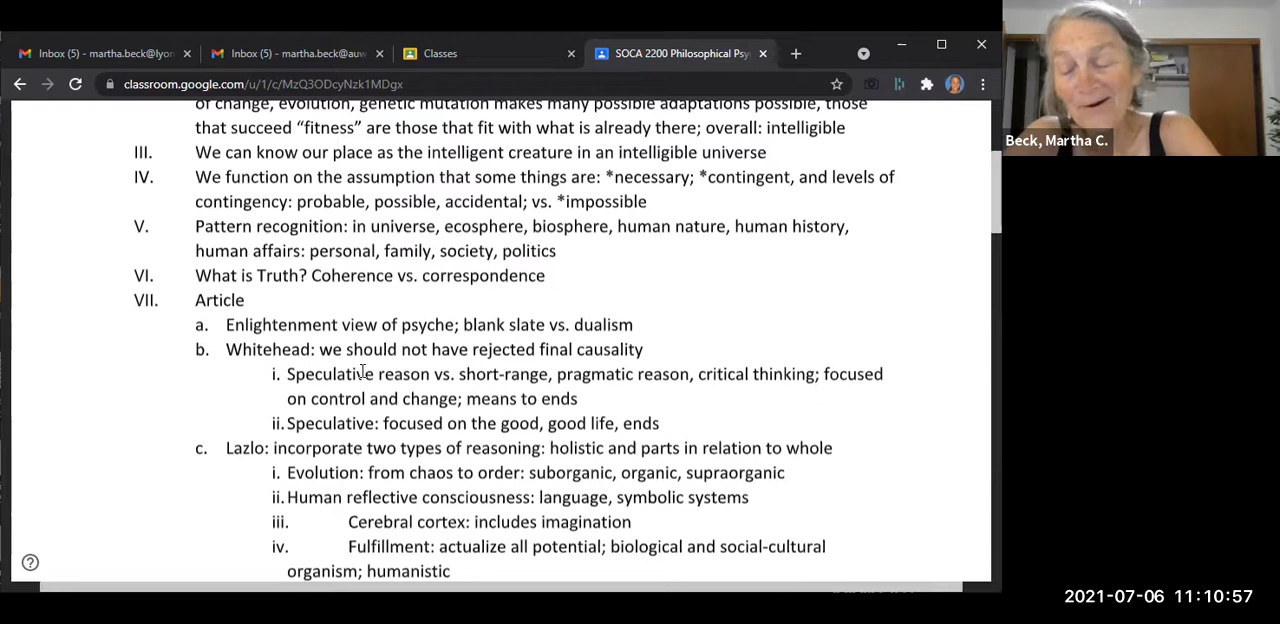 Inbox (5) - martha.beck@lyon
Inbox (5) - martha.beck@auw
Classes
SOCA 2200 Philosophical Psy
classroom.google.com/u/1/c/MzQ3ODcyNzk1MDgx
of change, evolution, genetic mutation makes many possible adaptations possible, those
that succeed “fitness” are those that fit with what is already there; overall: intelligible
III. We can know our place as the intelligent creature in an intelligible universe
IV. We function on the assumption that some things are: *necessary; *contingent, and levels of
contingency: probable, possible, accidental; vs. *impossible
V. Pattern recognition: in universe, ecosphere, biosphere, human nature, human history,
human affairs: personal, family, society, politics
VI. What is Truth? Coherence vs. correspondence
VII. Article
a. Enlightenment view of psyche; blank slate vs. dualism
b. Whitehead: we should not have rejected final causality
i. Speculative reason vs. short-range, pragmatic reason, critical thinking; focused
on control and change; means to ends
ii. Speculative: focused on the good, good life, ends
c. Lazlo: incorporate two types of reasoning: holistic and parts in relation to whole
i. Evolution: from chaos to order: suborganic, organic, supraorganic
ii. Human reflective consciousness: language, symbolic systems
iii. Cerebral cortex: includes imagination
iv. Fulfillment: actualize all potential; biological and social-cultural
organism; humanistic
Beck, Martha C.
2021-07-06 11:10:57